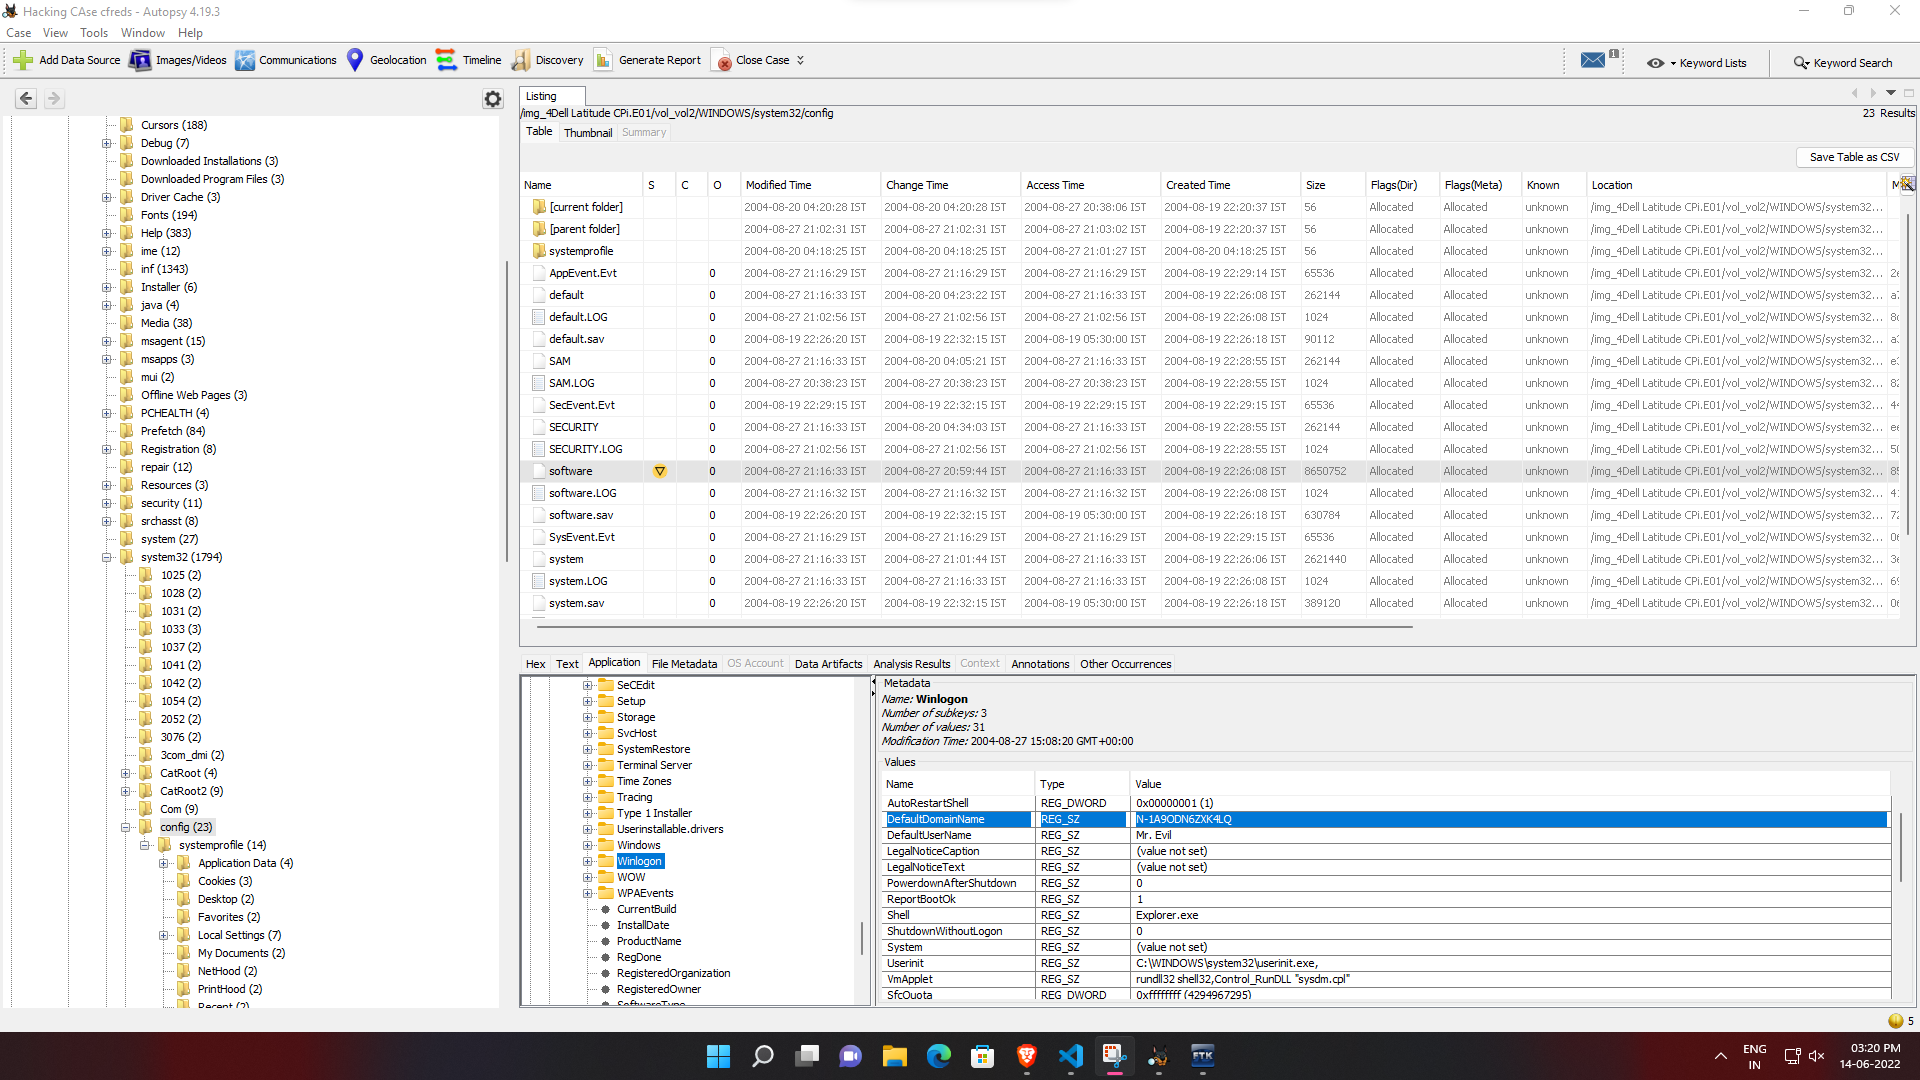 Hacking CAse cfreds - Autopsy 4.19.3
Case View Tools Window Help
Add Data Source Images/Videos Communications Geolocation Timeline Discovery Generate Report Close Case 1 Keyword Lists Keyword Search
Cursors (188)
Debug (7)
Downloaded Installations (3)
Downloaded Program Files (3)
Driver Cache (3)
Fonts (194)
Help (383)
ime (12)
inf (1343)
Installer (6)
java (4)
Media (38)
msagent (15)
msapps (3)
mui (2)
Offline Web Pages (3)
PCHEALTH (4)
Prefetch (84)
Registration (8)
repair (12)
Resources (3)
security (11)
srchasst (8)
system (27)
system32 (1794)
1025 (2)
1028 (2)
1031 (2)
1033 (3)
1037 (2)
1041 (2)
1042 (2)
1054 (2)
2052 (2)
3076 (2)
3com_dmi (2)
CatRoot (4)
CatRoot2 (9)
Com (9)
config (23)
systemprofile (14)
Application Data (4)
Cookies (3)
Desktop (2)
Favorites (2)
Local Settings (7)
My Documents (2)
NetHood (2)
PrintHood (2)
Recent (2)
Listing
/img_4Dell Latitude CPi.E01/vol_vol2/WINDOWS/system32/config 23 Results
Table Thumbnail Summary
Save Table as CSV
Name S C O Modified Time Change Time Access Time Created Time Size Flags(Dir) Flags(Meta) Known Location
[current folder] 2004-08-20 04:20:28 IST 2004-08-20 04:20:28 IST 2004-08-27 20:38:06 IST 2004-08-19 22:20:37 IST 56 Allocated Allocated unknown /img_4Dell Latitude CPi.E01/vol_vol2/WINDOWS/system32...
[parent folder] 2004-08-27 21:02:31 IST 2004-08-27 21:02:31 IST 2004-08-27 21:03:02 IST 2004-08-19 22:20:37 IST 56 Allocated Allocated unknown /img_4Dell Latitude CPi.E01/vol_vol2/WINDOWS/system32...
systemprofile 2004-08-20 04:18:25 IST 2004-08-20 04:18:25 IST 2004-08-27 21:01:27 IST 2004-08-20 04:18:25 IST 56 Allocated Allocated unknown /img_4Dell Latitude CPi.E01/vol_vol2/WINDOWS/system32...
AppEvent.Evt 0 2004-08-27 21:16:29 IST 2004-08-27 21:16:29 IST 2004-08-27 21:16:29 IST 2004-08-19 22:29:14 IST 65536 Allocated Allocated unknown /img_4Dell Latitude CPi.E01/vol_vol2/WINDOWS/system32... 2e
default 0 2004-08-27 21:16:33 IST 2004-08-20 04:23:22 IST 2004-08-27 21:16:33 IST 2004-08-19 22:26:08 IST 262144 Allocated Allocated unknown /img_4Dell Latitude CPi.E01/vol_vol2/WINDOWS/system32... a7
default.LOG 0 2004-08-27 21:02:56 IST 2004-08-27 21:02:56 IST 2004-08-27 21:02:56 IST 2004-08-19 22:26:08 IST 1024 Allocated Allocated unknown /img_4Dell Latitude CPi.E01/vol_vol2/WINDOWS/system32...
default.sav 0 2004-08-19 22:26:20 IST 2004-08-19 22:32:15 IST 2004-08-19 05:30:00 IST 2004-08-19 22:26:18 IST 90112 Allocated Allocated unknown /img_4Dell Latitude CPi.E01/vol_vol2/WINDOWS/system32...
SAM 0 2004-08-27 21:16:33 IST 2004-08-20 04:05:21 IST 2004-08-27 21:16:33 IST 2004-08-19 22:28:55 IST 262144 Allocated Allocated unknown /img_4Dell Latitude CPi.E01/vol_vol2/WINDOWS/system32...
SAM.LOG 0 2004-08-27 20:38:23 IST 2004-08-27 20:38:23 IST 2004-08-27 20:38:23 IST 2004-08-19 22:28:55 IST 1024 Allocated Allocated unknown /img_4Dell Latitude CPi.E01/vol_vol2/WINDOWS/system32... 82
SecEvent.Evt 0 2004-08-19 22:29:15 IST 2004-08-19 22:32:15 IST 2004-08-19 22:29:15 IST 2004-08-19 22:29:15 IST 65536 Allocated Allocated unknown /img_4Dell Latitude CPi.E01/vol_vol2/WINDOWS/system32... 44
SECURITY 0 2004-08-27 21:16:33 IST 2004-08-20 04:34:03 IST 2004-08-27 21:16:33 IST 2004-08-19 22:28:55 IST 262144 Allocated Allocated unknown /img_4Dell Latitude CPi.E01/vol_vol2/WINDOWS/system32...
SECURITY.LOG 0 2004-08-27 21:02:56 IST 2004-08-27 21:02:56 IST 2004-08-27 21:02:56 IST 2004-08-19 22:28:55 IST 1024 Allocated Allocated unknown /img_4Dell Latitude CPi.E01/vol_vol2/WINDOWS/system32... 50
software 0 2004-08-27 21:16:33 IST 2004-08-27 20:59:44 IST 2004-08-27 21:16:33 IST 2004-08-19 22:26:08 IST 8650752 Allocated Allocated unknown /img_4Dell Latitude CPi.E01/vol_vol2/WINDOWS/system32... 85
software.LOG 0 2004-08-27 21:16:32 IST 2004-08-27 21:16:32 IST 2004-08-27 21:16:32 IST 2004-08-19 22:26:08 IST 1024 Allocated Allocated unknown /img_4Dell Latitude CPi.E01/vol_vol2/WINDOWS/system32... 41
software.sav 0 2004-08-19 22:26:20 IST 2004-08-19 22:32:15 IST 2004-08-19 05:30:00 IST 2004-08-19 22:26:18 IST 630784 Allocated Allocated unknown /img_4Dell Latitude CPi.E01/vol_vol2/WINDOWS/system32... 72
SysEvent.Evt 0 2004-08-27 21:16:29 IST 2004-08-27 21:16:29 IST 2004-08-27 21:16:29 IST 2004-08-19 22:29:15 IST 65536 Allocated Allocated unknown /img_4Dell Latitude CPi.E01/vol_vol2/WINDOWS/system32...
system 0 2004-08-27 21:16:33 IST 2004-08-27 21:01:44 IST 2004-08-27 21:16:33 IST 2004-08-19 22:26:06 IST 2621440 Allocated Allocated unknown /img_4Dell Latitude CPi.E01/vol_vol2/WINDOWS/system32... 3e
system.LOG 0 2004-08-27 21:16:33 IST 2004-08-27 21:16:33 IST 2004-08-27 21:16:33 IST 2004-08-19 22:26:08 IST 1024 Allocated Allocated unknown /img_4Dell Latitude CPi.E01/vol_vol2/WINDOWS/system32... 69
system.sav 0 2004-08-19 22:26:20 IST 2004-08-19 22:32:15 IST 2004-08-19 05:30:00 IST 2004-08-19 22:26:18 IST 389120 Allocated Allocated unknown /img_4Dell Latitude CPi.E01/vol_vol2/WINDOWS/system32...
Hex Text Application File Metadata OS Account Data Artifacts Analysis Results Context Annotations Other Occurrences
SeCEdit
Setup
Storage
SvcHost
SystemRestore
Terminal Server
Time Zones
Tracing
Type 1 Installer
Userinstallable.drivers
Windows
Winlogon
WOW
WPAEvents
CurrentBuild
InstallDate
ProductName
RegDone
RegisteredOrganization
RegisteredOwner
SoftwareType
Metadata
Name: Winlogon
Number of subkeys: 3
Number of values: 31
Modification Time: 2004-08-27 15:08:20 GMT+00:00
Values
Name Type Value
AutoRestartShell REG_DWORD 0x00000001 (1)
DefaultDomainName REG_SZ N-1A9ODN6ZXK4LQ
DefaultUserName REG_SZ Mr. Evil
LegalNoticeCaption REG_SZ (value not set)
LegalNoticeText REG_SZ (value not set)
PowerdownAfterShutdown REG_SZ 0
ReportBootOk REG_SZ 1
Shell REG_SZ Explorer.exe
ShutdownWithoutLogon REG_SZ 0
System REG_SZ (value not set)
Userinit REG_SZ C:\WINDOWS\system32\userinit.exe,
VmApplet REG_SZ rundll32 shell32,Control_RunDLL "sysdm.cpl"
SfcQuota REG_DWORD 0xffffffff (4294967295)
5
FTK
ENG
IN
03:20 PM
14-06-2022